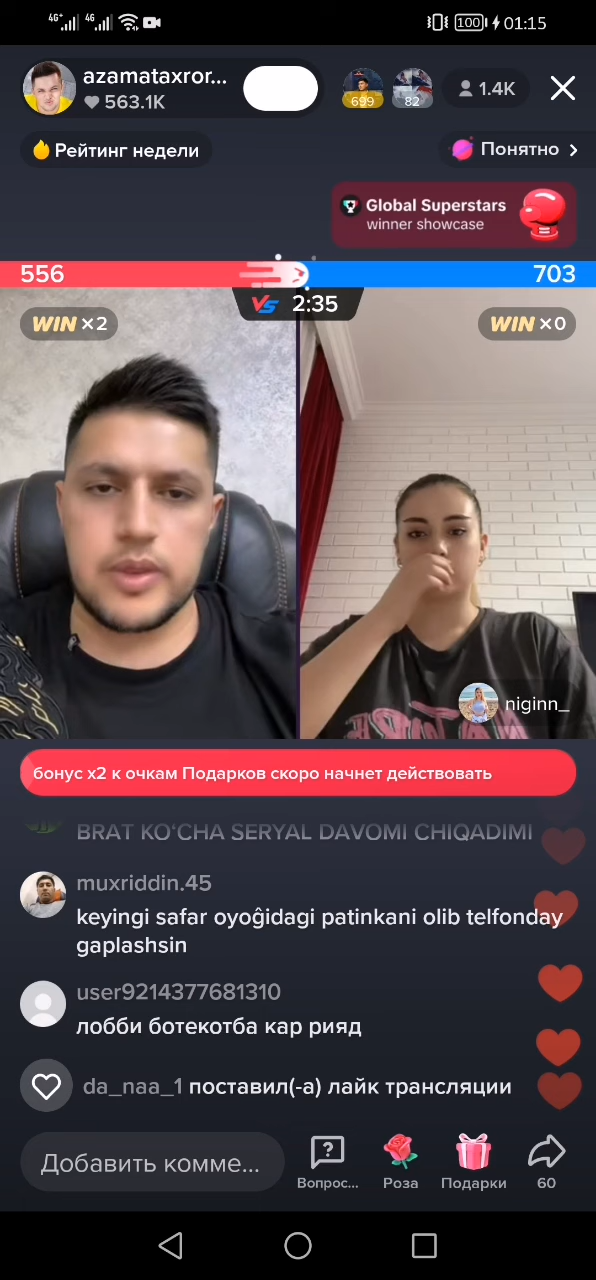 4G+ 4G 100 01:15
azamataxror...
563.1K
699 82 1.4K
Рейтинг недели
Понятно
Global Superstars
winner showcase
556 703
VS 2:35
WIN ×2 WIN ×0
niginn_
бонус x2 к очкам Подарков скоро начнет действовать
BRAT KO'CHA SERYAL DAVOMI CHIQADIMI
muxriddin.45
keyingi safar oyoĝidagi patinkani olib telfonday
gaplashsin
user9214377681310
лобби ботекотба кар рияд
da_naa_1 поставил(-а) лайк трансляции
Добавить комме...
Вопрос... Роза Подарки 60